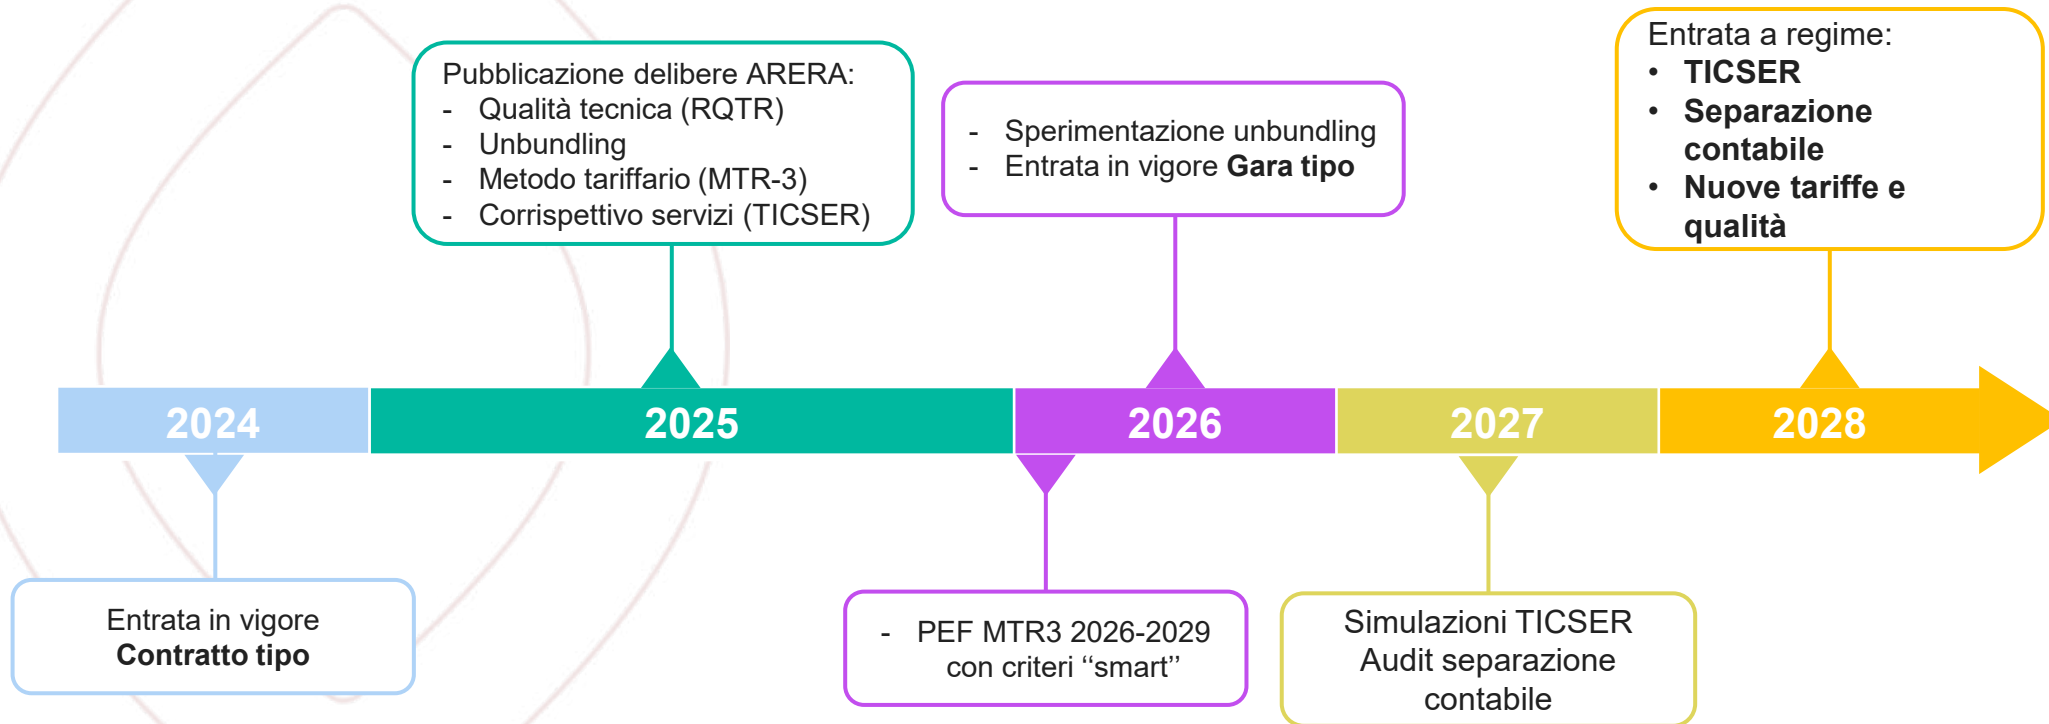 Pubblicazione delibere ARERA:
- Qualità tecnica (RQTR)
- Unbundling
- Metodo tariffario (MTR-3)
- Corrispettivo servizi (TICSER)
- Sperimentazione unbundling
- Entrata in vigore Gara tipo
Entrata a regime:
• TICSER
• Separazione
contabile
• Nuove tariffe e
qualità
2024
2025
2026
2027
2028
Entrata in vigore
Contratto tipo
- PEF MTR3 2026-2029
con criteri ‘‘smart’’
Simulazioni TICSER
Audit separazione
contabile